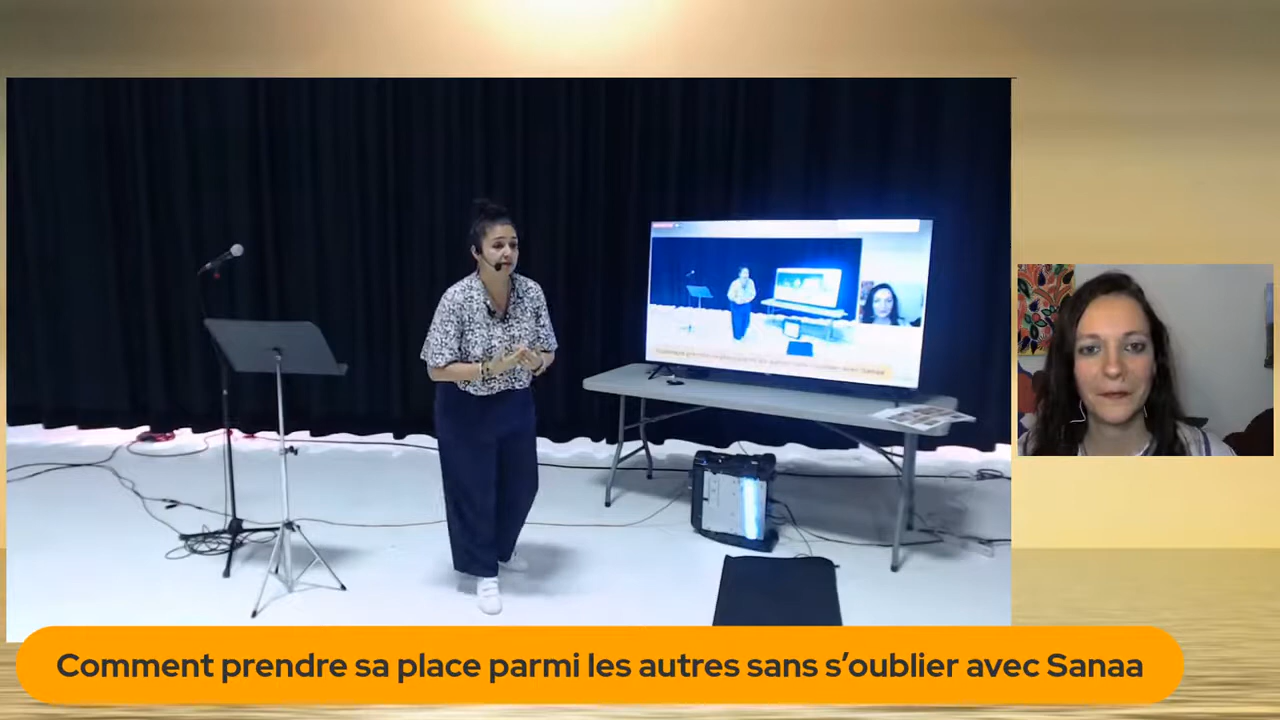 Comment prendre sa place parmi les autres sans s’oublier avec Sanaa